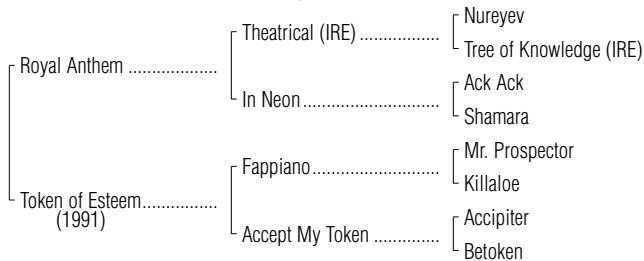 Nureyev
Theatrical (IRE) ..................
Tree of Knowledge (IRE)
Royal Anthem ....................
Ack Ack
In Neon ...............................
Shamara
Mr. Prospector
Fappiano.............................
Killaloe
Token of Esteem.................
(1991)
Accipiter
Accept My Token ...............
Betoken